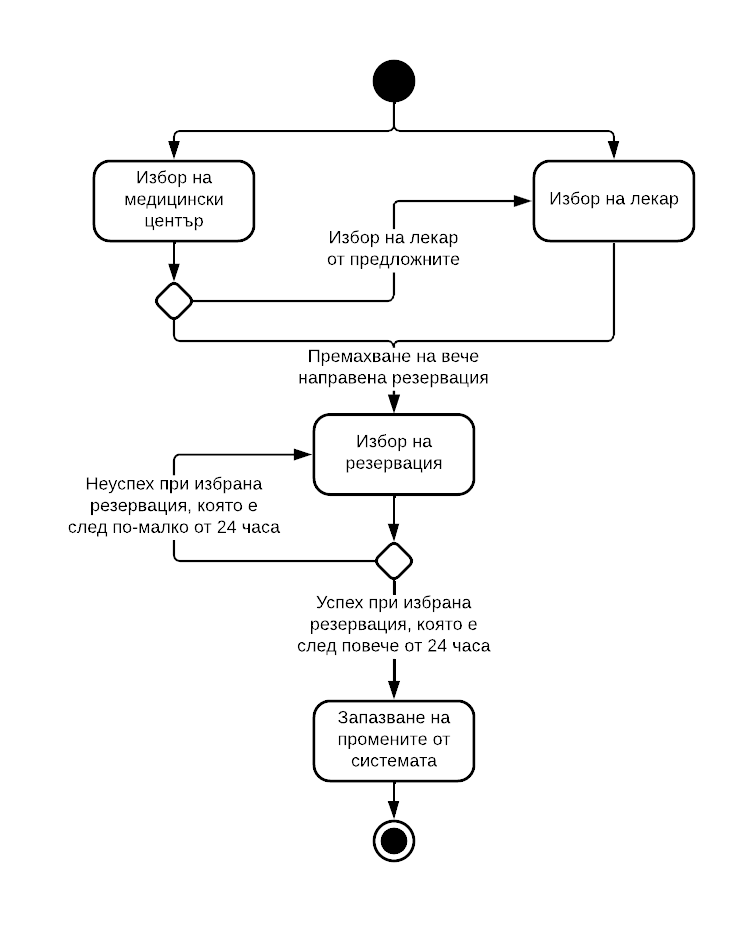 Избор на
медицински
център
Избор на лекар
Избор на лекар
от предложните
Премахване на вече
направена резервация
Избор на
резервация
Неуспех при избрана
резервация, която е
след по-малко от 24 часа
Успех при избрана
резервация, която е
след повече от 24 часа
Запазване на
промените от
системата